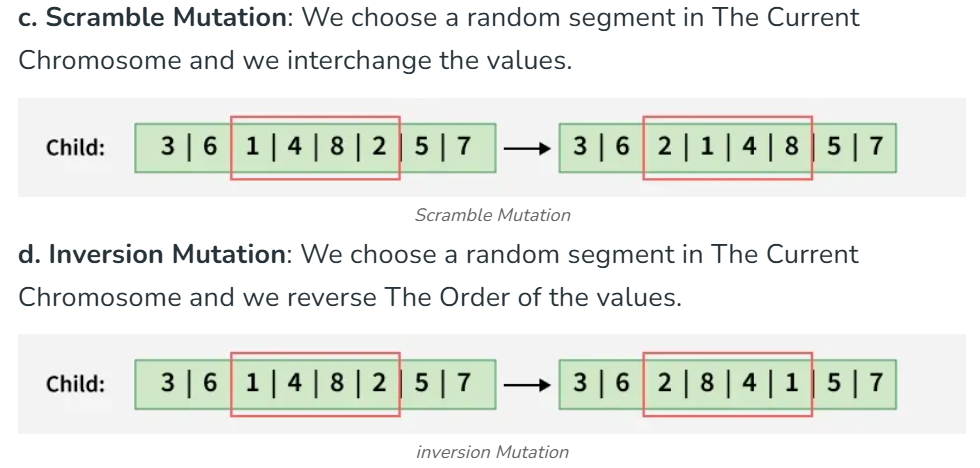 c. Scramble Mutation: We choose a random segment in The Current
Chromosome and we interchange the values.
Child: 3 | 6 1 | 4 | 8 | 2 | 5 | 7 → 3 | 6 2 | 1 | 4 | 8 | 5 | 7
Scramble Mutation
d. Inversion Mutation: We choose a random segment in The Current
Chromosome and we reverse The Order of the values.
Child: 3 | 6 1 | 4 | 8 | 2 | 5 | 7 → 3 | 6 2 | 8 | 4 | 1 | 5 | 7
inversion Mutation